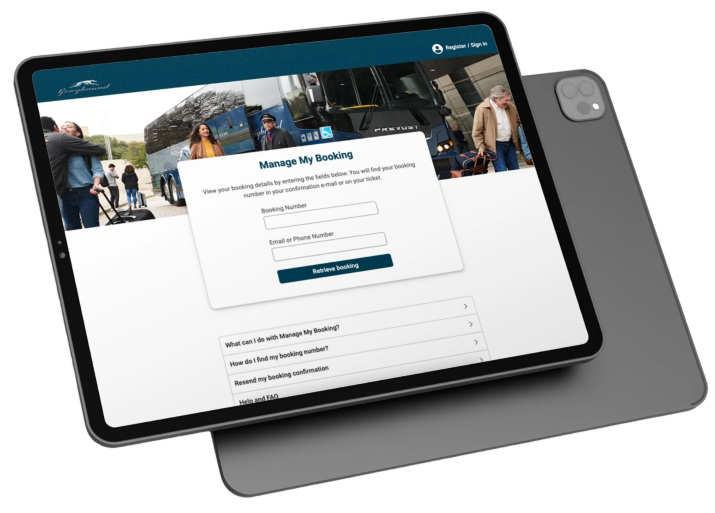 Register / Sign in
Greyhound
PREVOST
Manage My Booking
View your booking details by entering the fields below. You will find your booking
number in your confirmation e-mail or on your ticket.
Booking Number
Email or Phone Number
Retrieve booking
What can I do with Manage My Booking?
How do I find my booking number?
Resend my booking confirmation
Help and FAQ